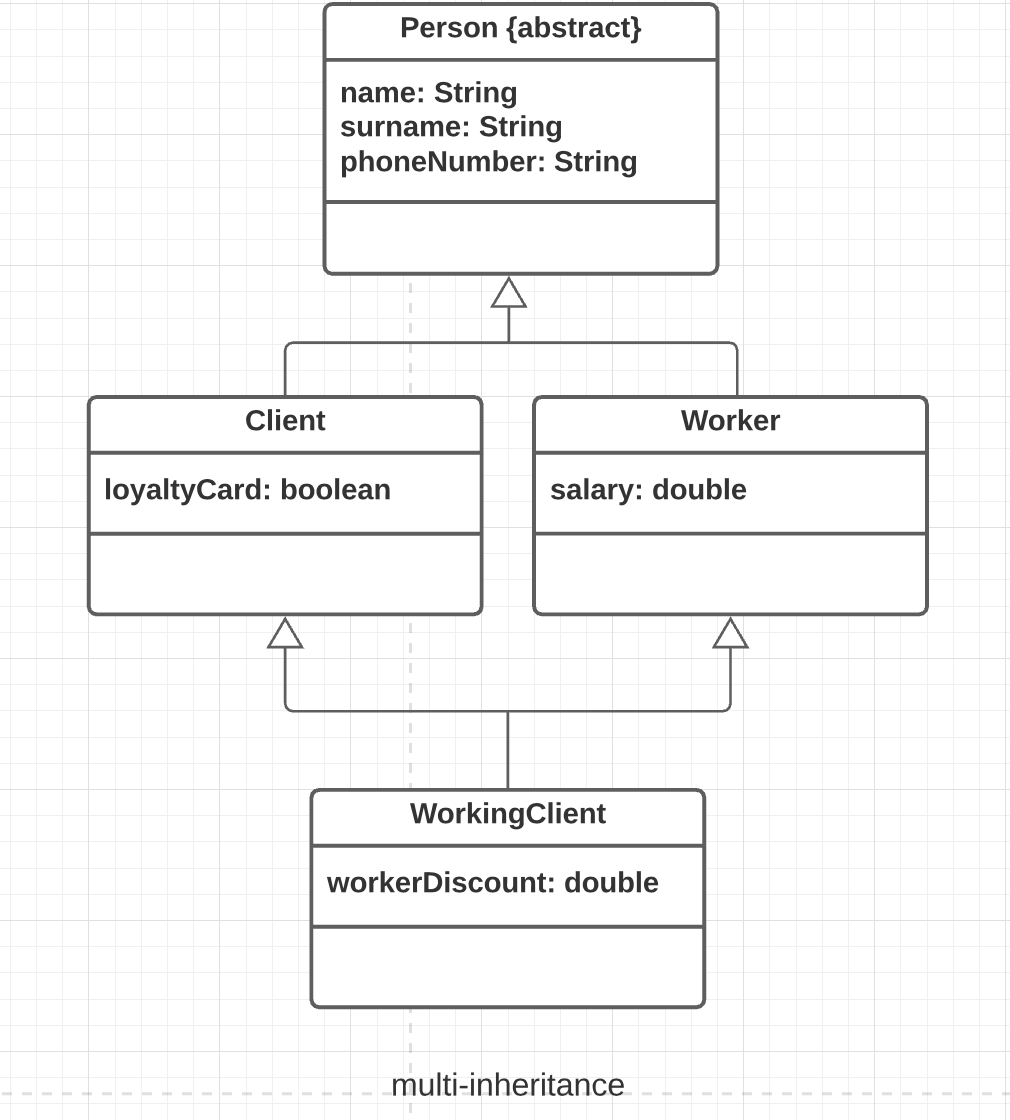 Person {abstract}
name: String
surname: String
phoneNumber: String
Client
loyaltyCard: boolean
Worker
salary: double
WorkingClient
workerDiscount: double
multi-inheritance